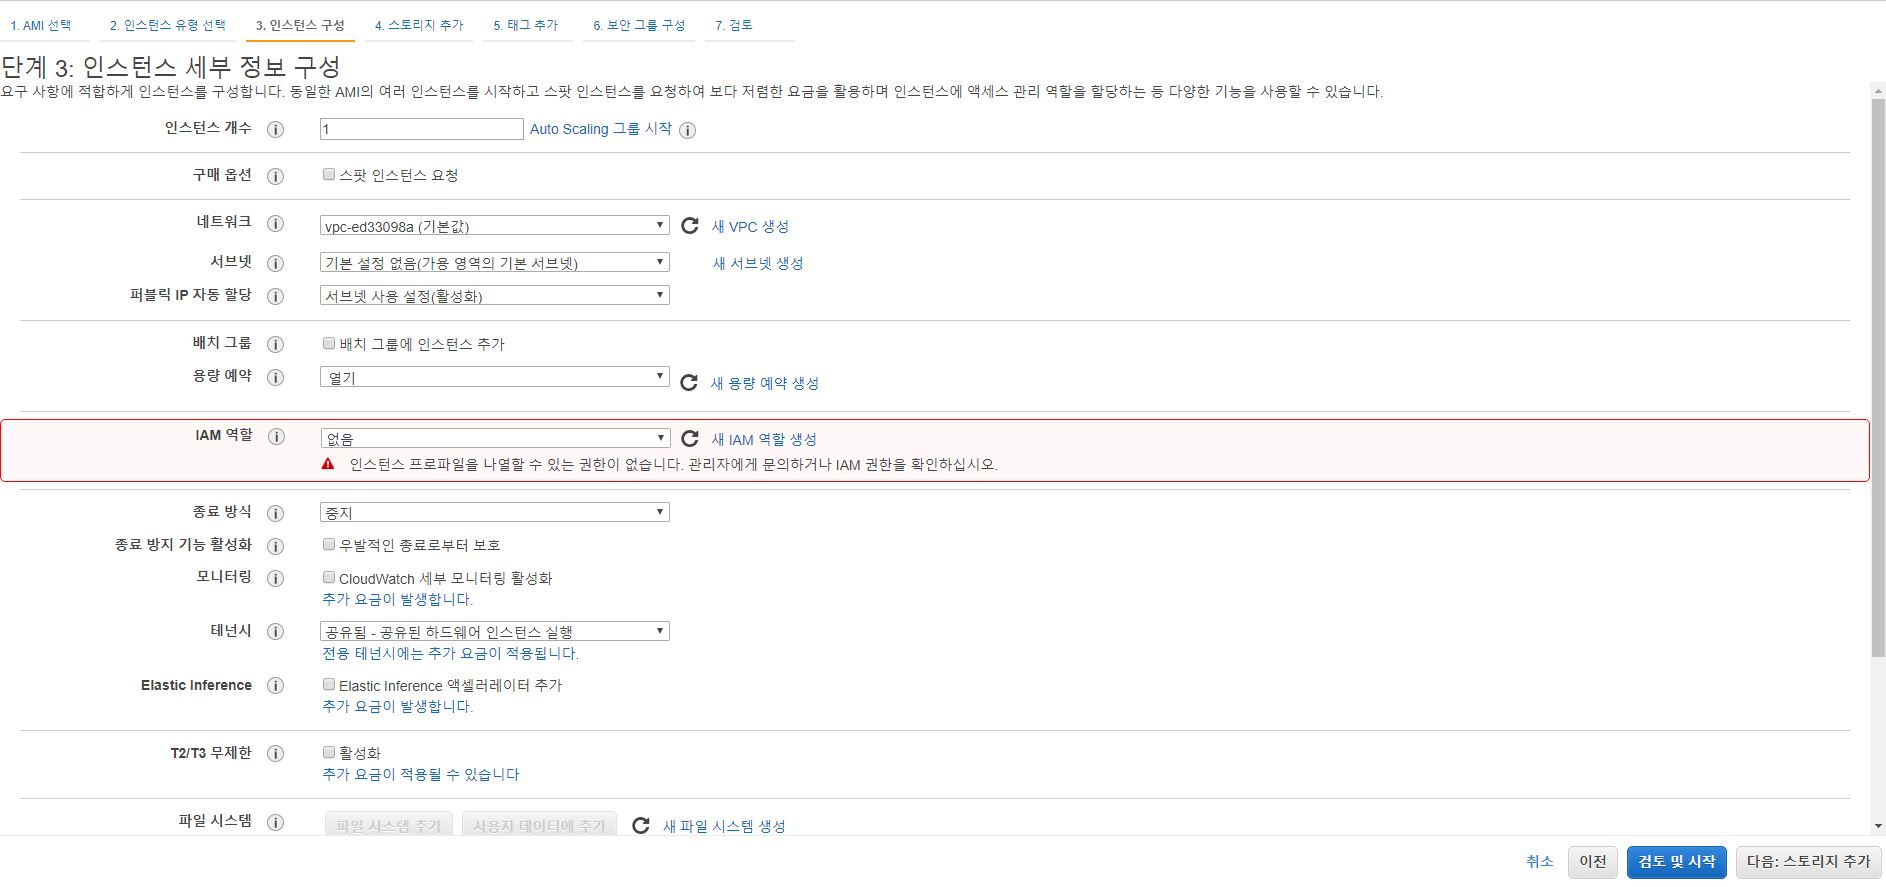 1. AMI 선택 2. 인스턴스 유형 선택 3. 인스턴스 구성 4. 스토리지 추가 5. 태그 추가 6. 보안 그룹 구성 7. 검토
단계 3: 인스턴스 세부 정보 구성
요구 사항에 적합하게 인스턴스를 구성합니다. 동일한 AMI의 여러 인스턴스를 시작하고 스팟 인스턴스를 요청하여 보다 저렴한 요금을 활용하며 인스턴스에 액세스 관리 역할을 할당하는 등 다양한 기능을 사용할 수 있습니다.
인스턴스 개수 i 1 Auto Scaling 그룹 시작 i
구매 옵션 i 스팟 인스턴스 요청
네트워크 i vpc-ed33098a (기본값) 새 VPC 생성
서브넷 i 기본 설정 없음(가용 영역의 기본 서브넷) 새 서브넷 생성
퍼블릭 IP 자동 할당 i 서브넷 사용 설정(활성화)
배치 그룹 i 배치 그룹에 인스턴스 추가
용량 예약 i 열기 새 용량 예약 생성
IAM 역할 i 없음 새 IAM 역할 생성
인스턴스 프로파일을 나열할 수 있는 권한이 없습니다. 관리자에게 문의하거나 IAM 권한을 확인하십시오.
종료 방식 i 중지
종료 방지 기능 활성화 i 우발적인 종료로부터 보호
모니터링 i CloudWatch 세부 모니터링 활성화
추가 요금이 발생합니다.
테넌시 i 공유됨 - 공유된 하드웨어 인스턴스 실행
전용 테넌시에는 추가 요금이 적용됩니다.
Elastic Inference i Elastic Inference 액셀러레이터 추가
추가 요금이 발생합니다.
T2/T3 무제한 i 활성화
추가 요금이 적용될 수 있습니다
파일 시스템 i 파일 시스템 추가 사용자 데이터에 추가 새 파일 시스템 생성
취소 이전 검토 및 시작 다음: 스토리지 추가